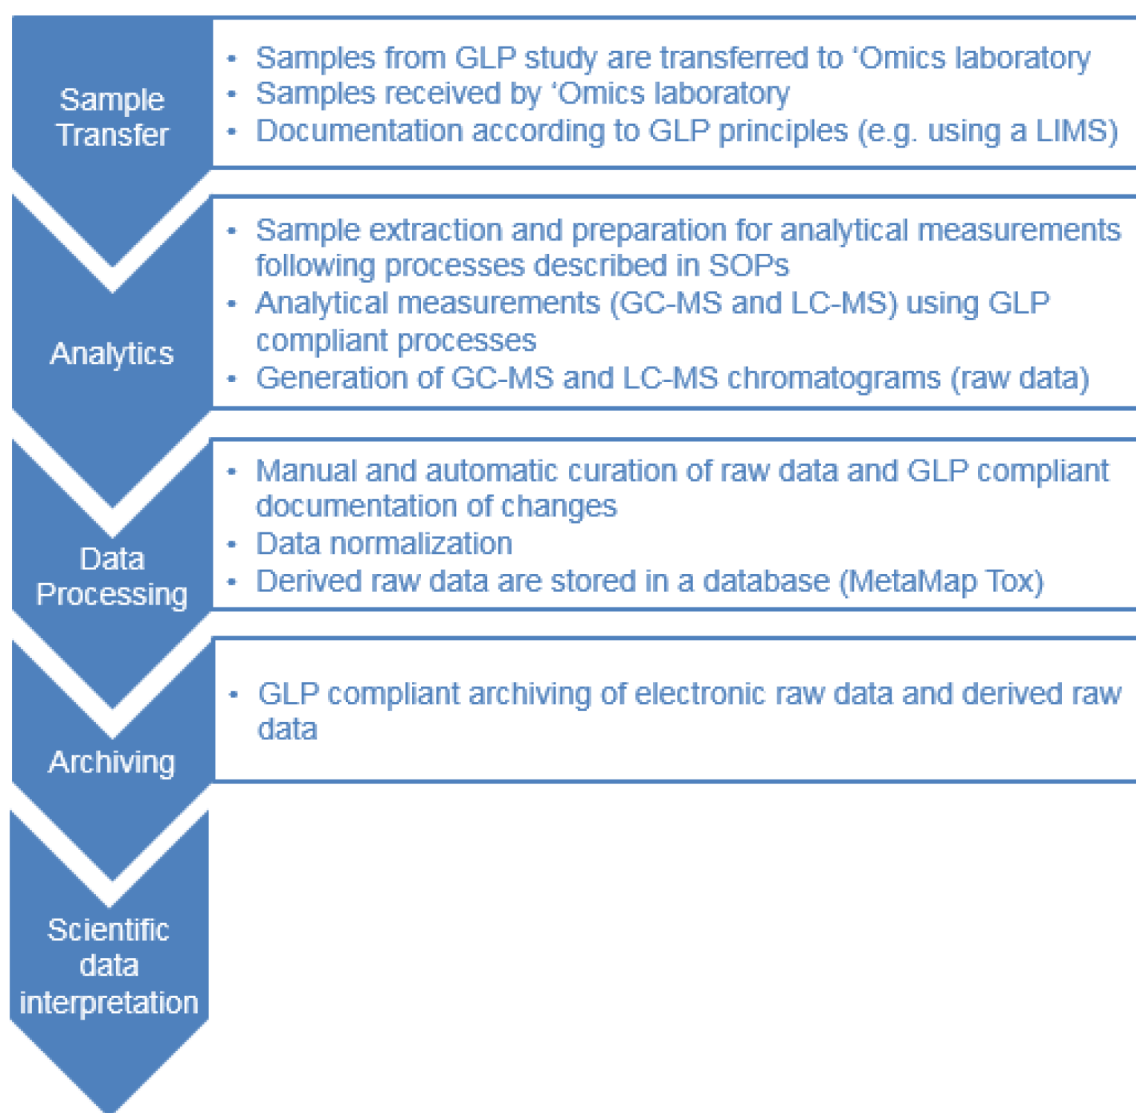 Sample
Transfer
• Samples from GLP study are transferred to ‘Omics laboratory
• Samples received by ‘Omics laboratory
• Documentation according to GLP principles (e.g. using a LIMS)
Analytics
• Sample extraction and preparation for analytical measurements
following processes described in SOPs
• Analytical measurements (GC-MS and LC-MS) using GLP
compliant processes
• Generation of GC-MS and LC-MS chromatograms (raw data)
Data
Processing
• Manual and automatic curation of raw data and GLP compliant
documentation of changes
• Data normalization
• Derived raw data are stored in a database (MetaMap Tox)
Archiving
• GLP compliant archiving of electronic raw data and derived raw
data
Scientific
data
interpretation